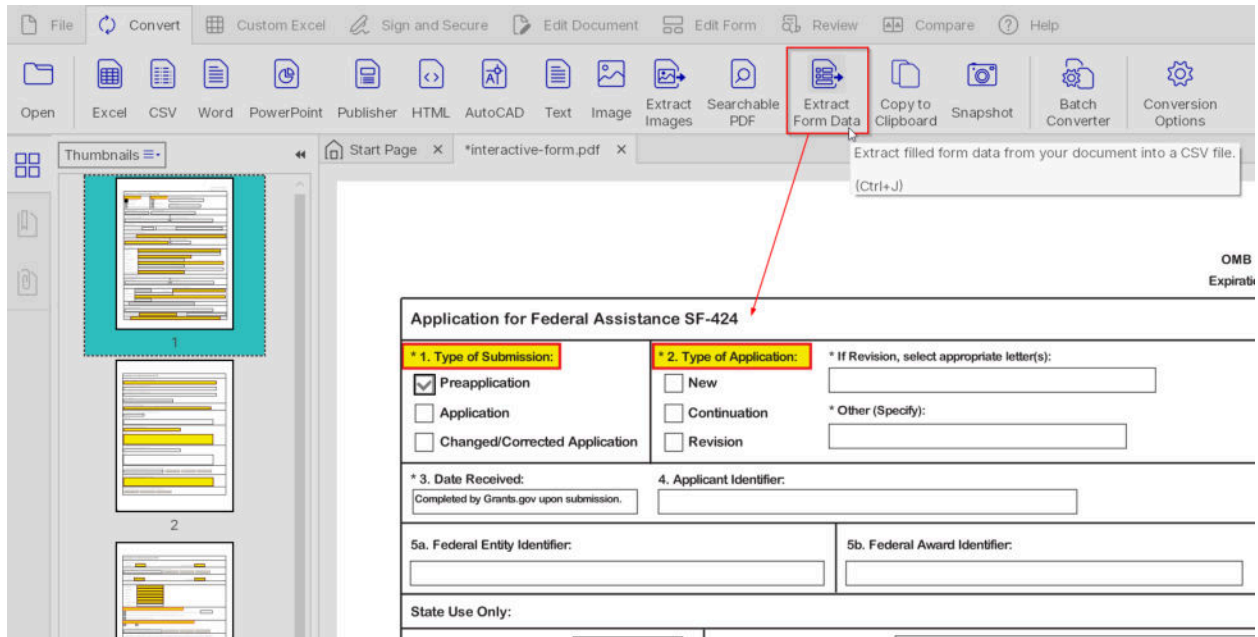 File Convert Custom Excel Sign and Secure Edit Document Edit Form Review Compare Help
Open Excel CSV Word PowerPoint Publisher HTML AutoCAD Text Image Extract Images Searchable PDF Extract Form Data Copy to Clipboard Snapshot Batch Converter Conversion Options
Thumbnails
Start Page *interactive-form.pdf
Extract filled form data from your document into a CSV file.
(Ctrl+J)
1
2
OMB
Expirati
Application for Federal Assistance SF-424
* 1. Type of Submission:
Preapplication
Application
Changed/Corrected Application
* 2. Type of Application:
New
Continuation
Revision
* If Revision, select appropriate letter(s):
* Other (Specify):
* 3. Date Received:
Completed by Grants.gov upon submission.
4. Applicant Identifier:
5a. Federal Entity Identifier:
5b. Federal Award Identifier:
State Use Only: